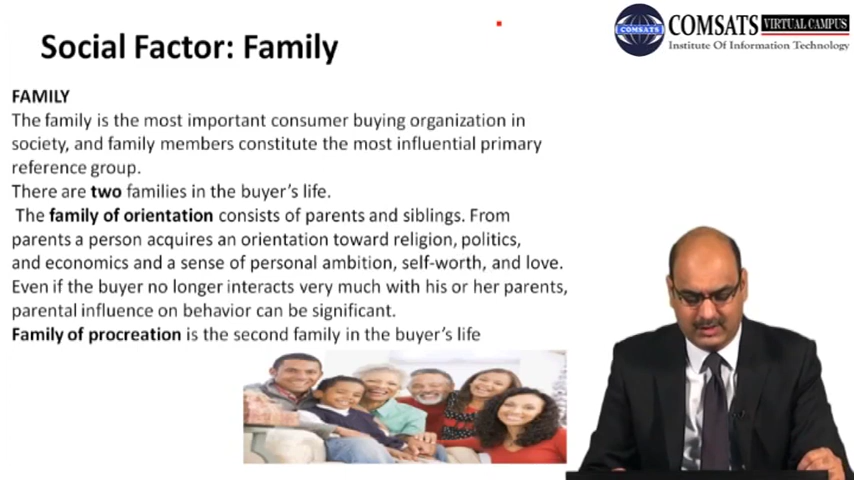 Social Factor: Family
COMSATS
COMSATS VIRTUAL CAMPUS
Institute Of Information Technology
FAMILY
The family is the most important consumer buying organization in
society, and family members constitute the most influential primary
reference group.
There are two families in the buyer's life.
The family of orientation consists of parents and siblings. From
parents a person acquires an orientation toward religion, politics,
and economics and a sense of personal ambition, self-worth, and love.
Even if the buyer no longer interacts very much with his or her parents,
parental influence on behavior can be significant.
Family of procreation is the second family in the buyer's life